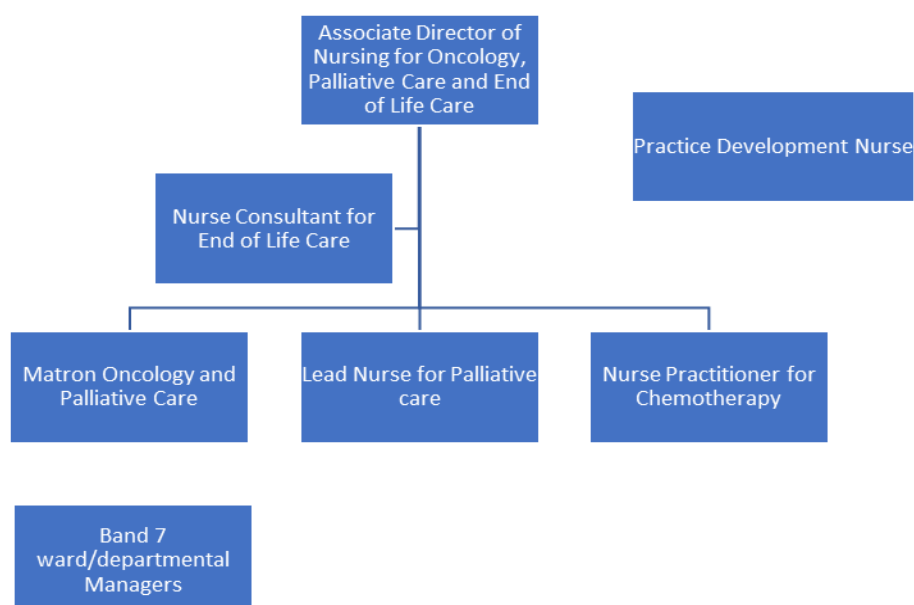 Associate Director of
Nursing for Oncology,
Palliative Care and End
of Life Care
Practice Development Nurse
Nurse Consultant for
End of Life Care
Matron Oncology and
Palliative Care
Lead Nurse for Palliative
care
Nurse Practitioner for
Chemotherapy
Band 7
ward/departmental
Managers